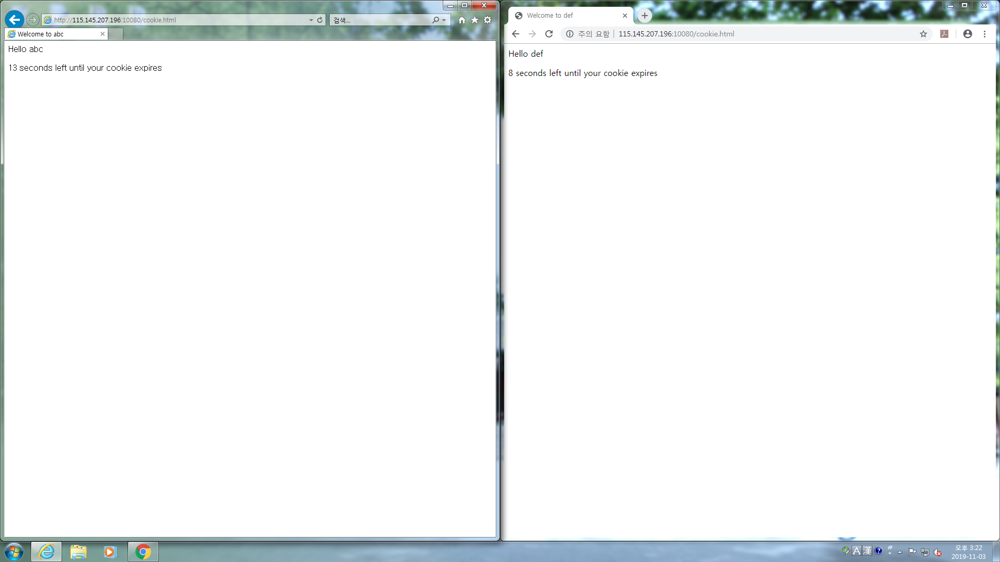 http://115.145.207.196:10080/cookie.html
검색...
Welcome to abc
Hello abc
13 seconds left until your cookie expires
Welcome to def
주의 요함
115.145.207.196:10080/cookie.html
Hello def
8 seconds left until your cookie expires
A 漢
오후 3:22
2019-11-03